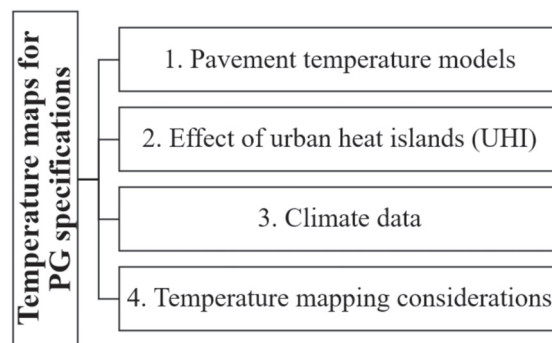 Temperature maps for
PG specifications
1. Pavement temperature models
2. Effect of urban heat islands (UHI)
3. Climate data
4. Temperature mapping considerations